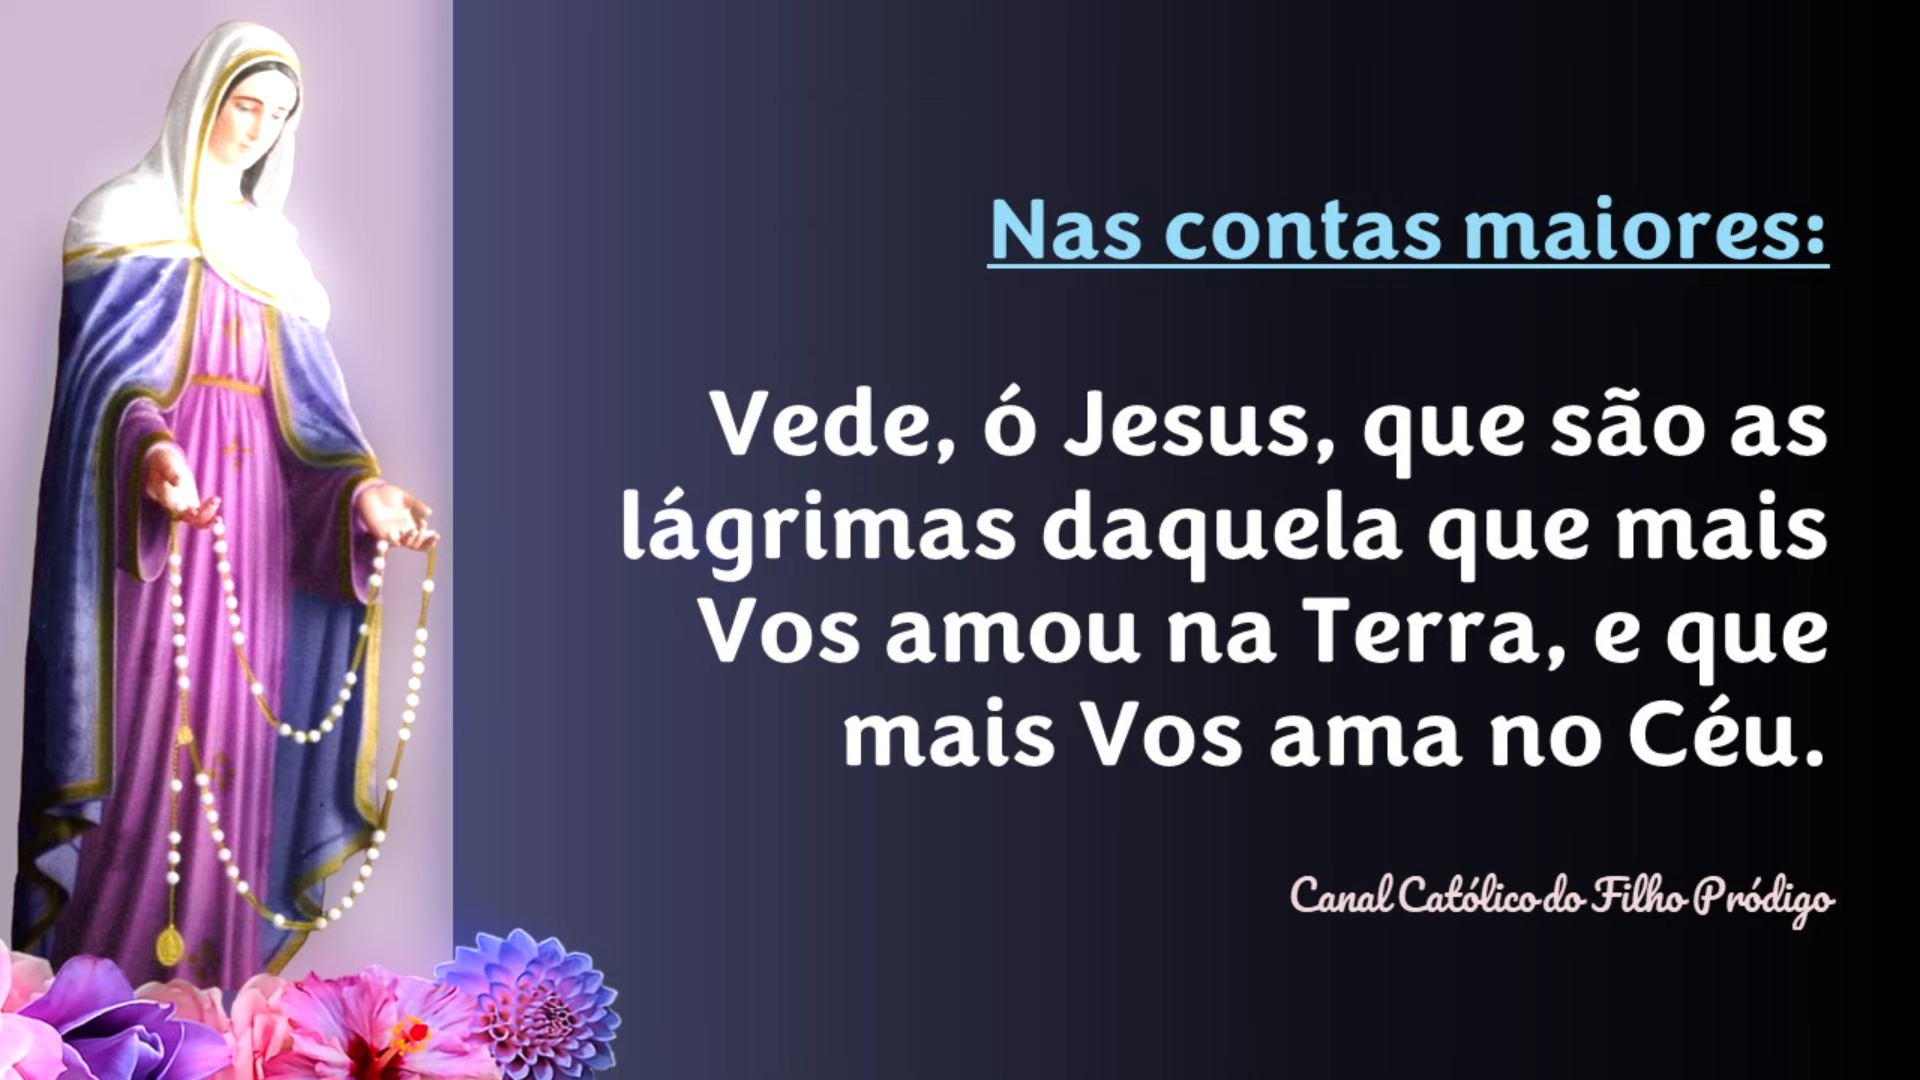 Nas contas maiores:
Vede, ó Jesus, que são as
lágrimas daquela que mais
Vos amou na Terra, e que
mais Vos ama no Céu.
Canal Católico do Filho Pródigo